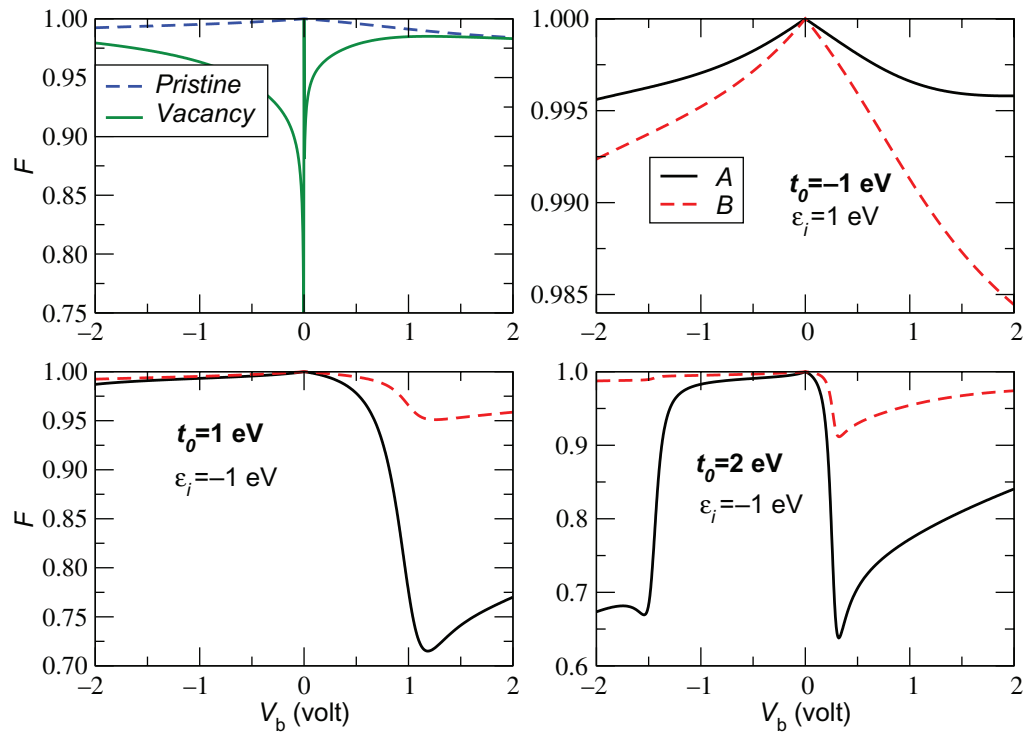 1.00
0.95
0.90
0.85
0.80
0.75
F
Pristine
Vacancy
−2 −1 0 1 2
1.000
0.995
0.990
0.985
A
B
t0=–1 eV
εi=1 eV
−2 −1 0 1 2
1.00
0.95
0.90
0.85
0.80
0.75
0.70
F
t0=1 eV
εi=–1 eV
−2 −1 0 1 2
Vb (volt)
1.0
0.9
0.8
0.7
0.6
t0=2 eV
εi=–1 eV
−2 −1 0 1 2
Vb (volt)